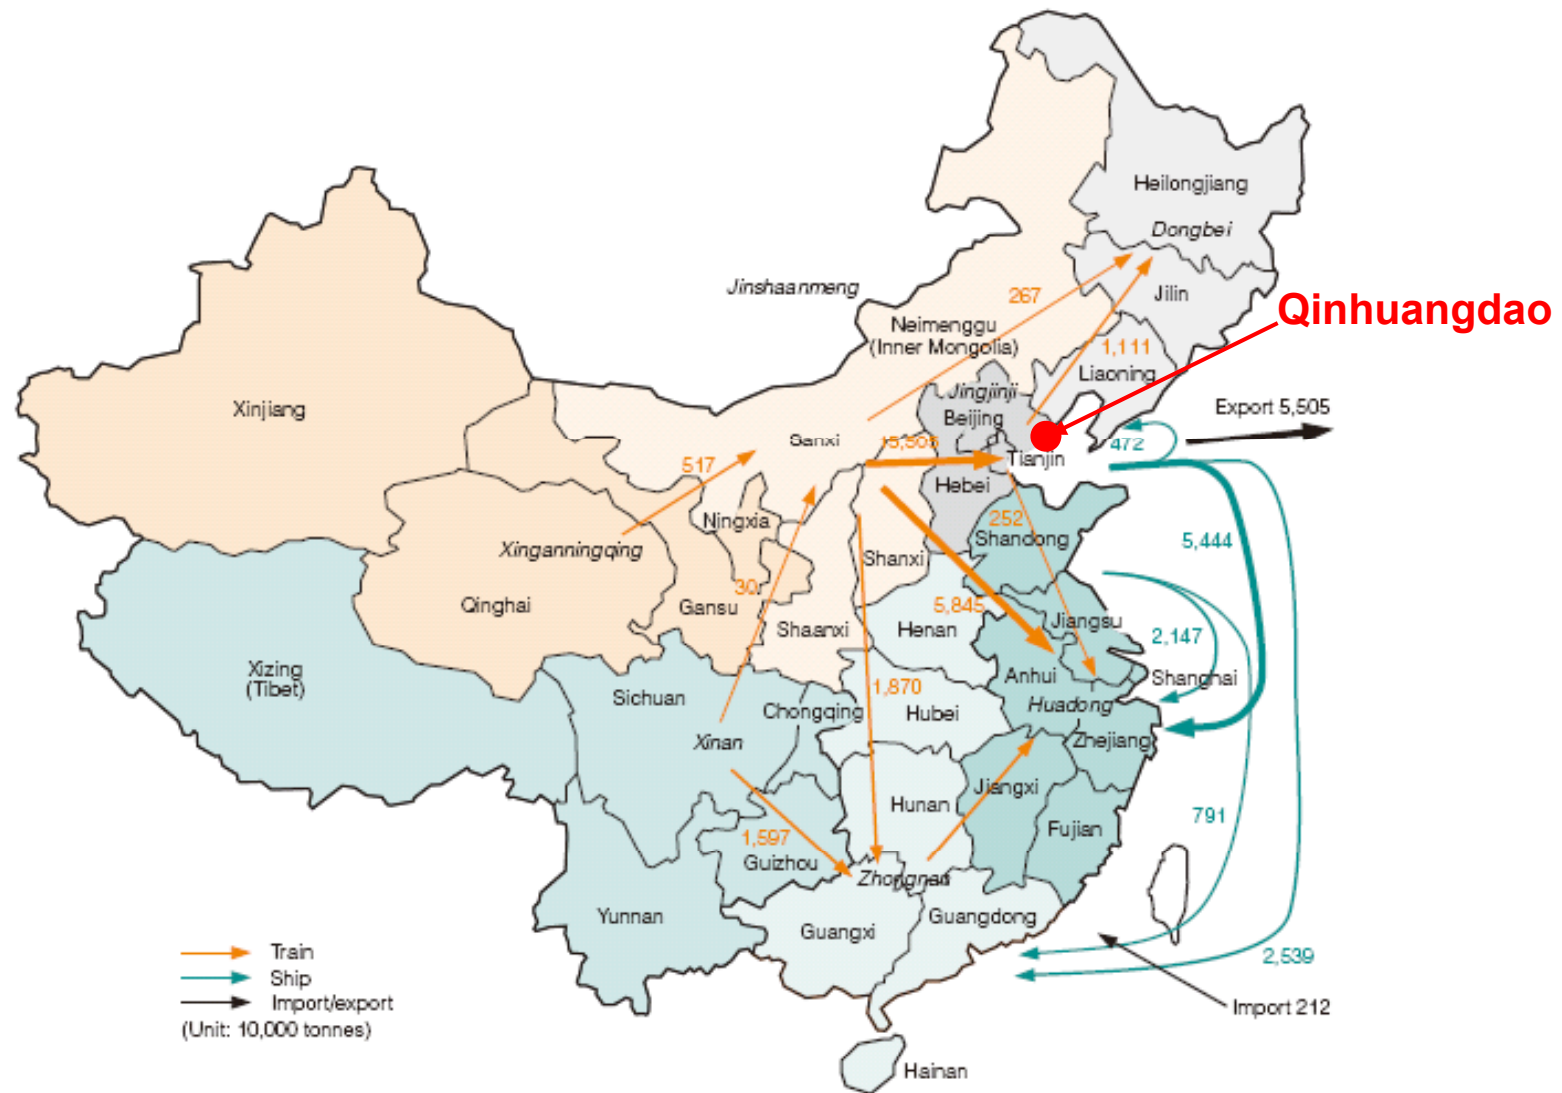 Heilongjiang
Dongbei
Jinshaanmeng
267
Jilin
Qinhuangdao
Neimenggu
(Inner Mongolia)
1,111
Liaoning
Jingjinji
Beijing
Export 5,505
Xinjiang
Sanxi
15,505
472
Tianjin
517
Hebei
Ningxia
252
Shandong
5,444
Xinganningqing
Shanxi
30
Qinghai
Gansu
5,845
Shaanxi
Henan
Jiangsu
2,147
Xizing
(Tibet)
Anhui
Shanghai
Sichuan
1,870
Chongqing
Hubei
Huadong
Xinan
Zhejiang
Jiangxi
Hunan
791
Fujian
1,597
Guizhou
Zhongnan
Yunnan
Guangxi
Guangdong
Train
2,539
Ship
Import/export
Import 212
(Unit: 10,000 tonnes)
Hainan